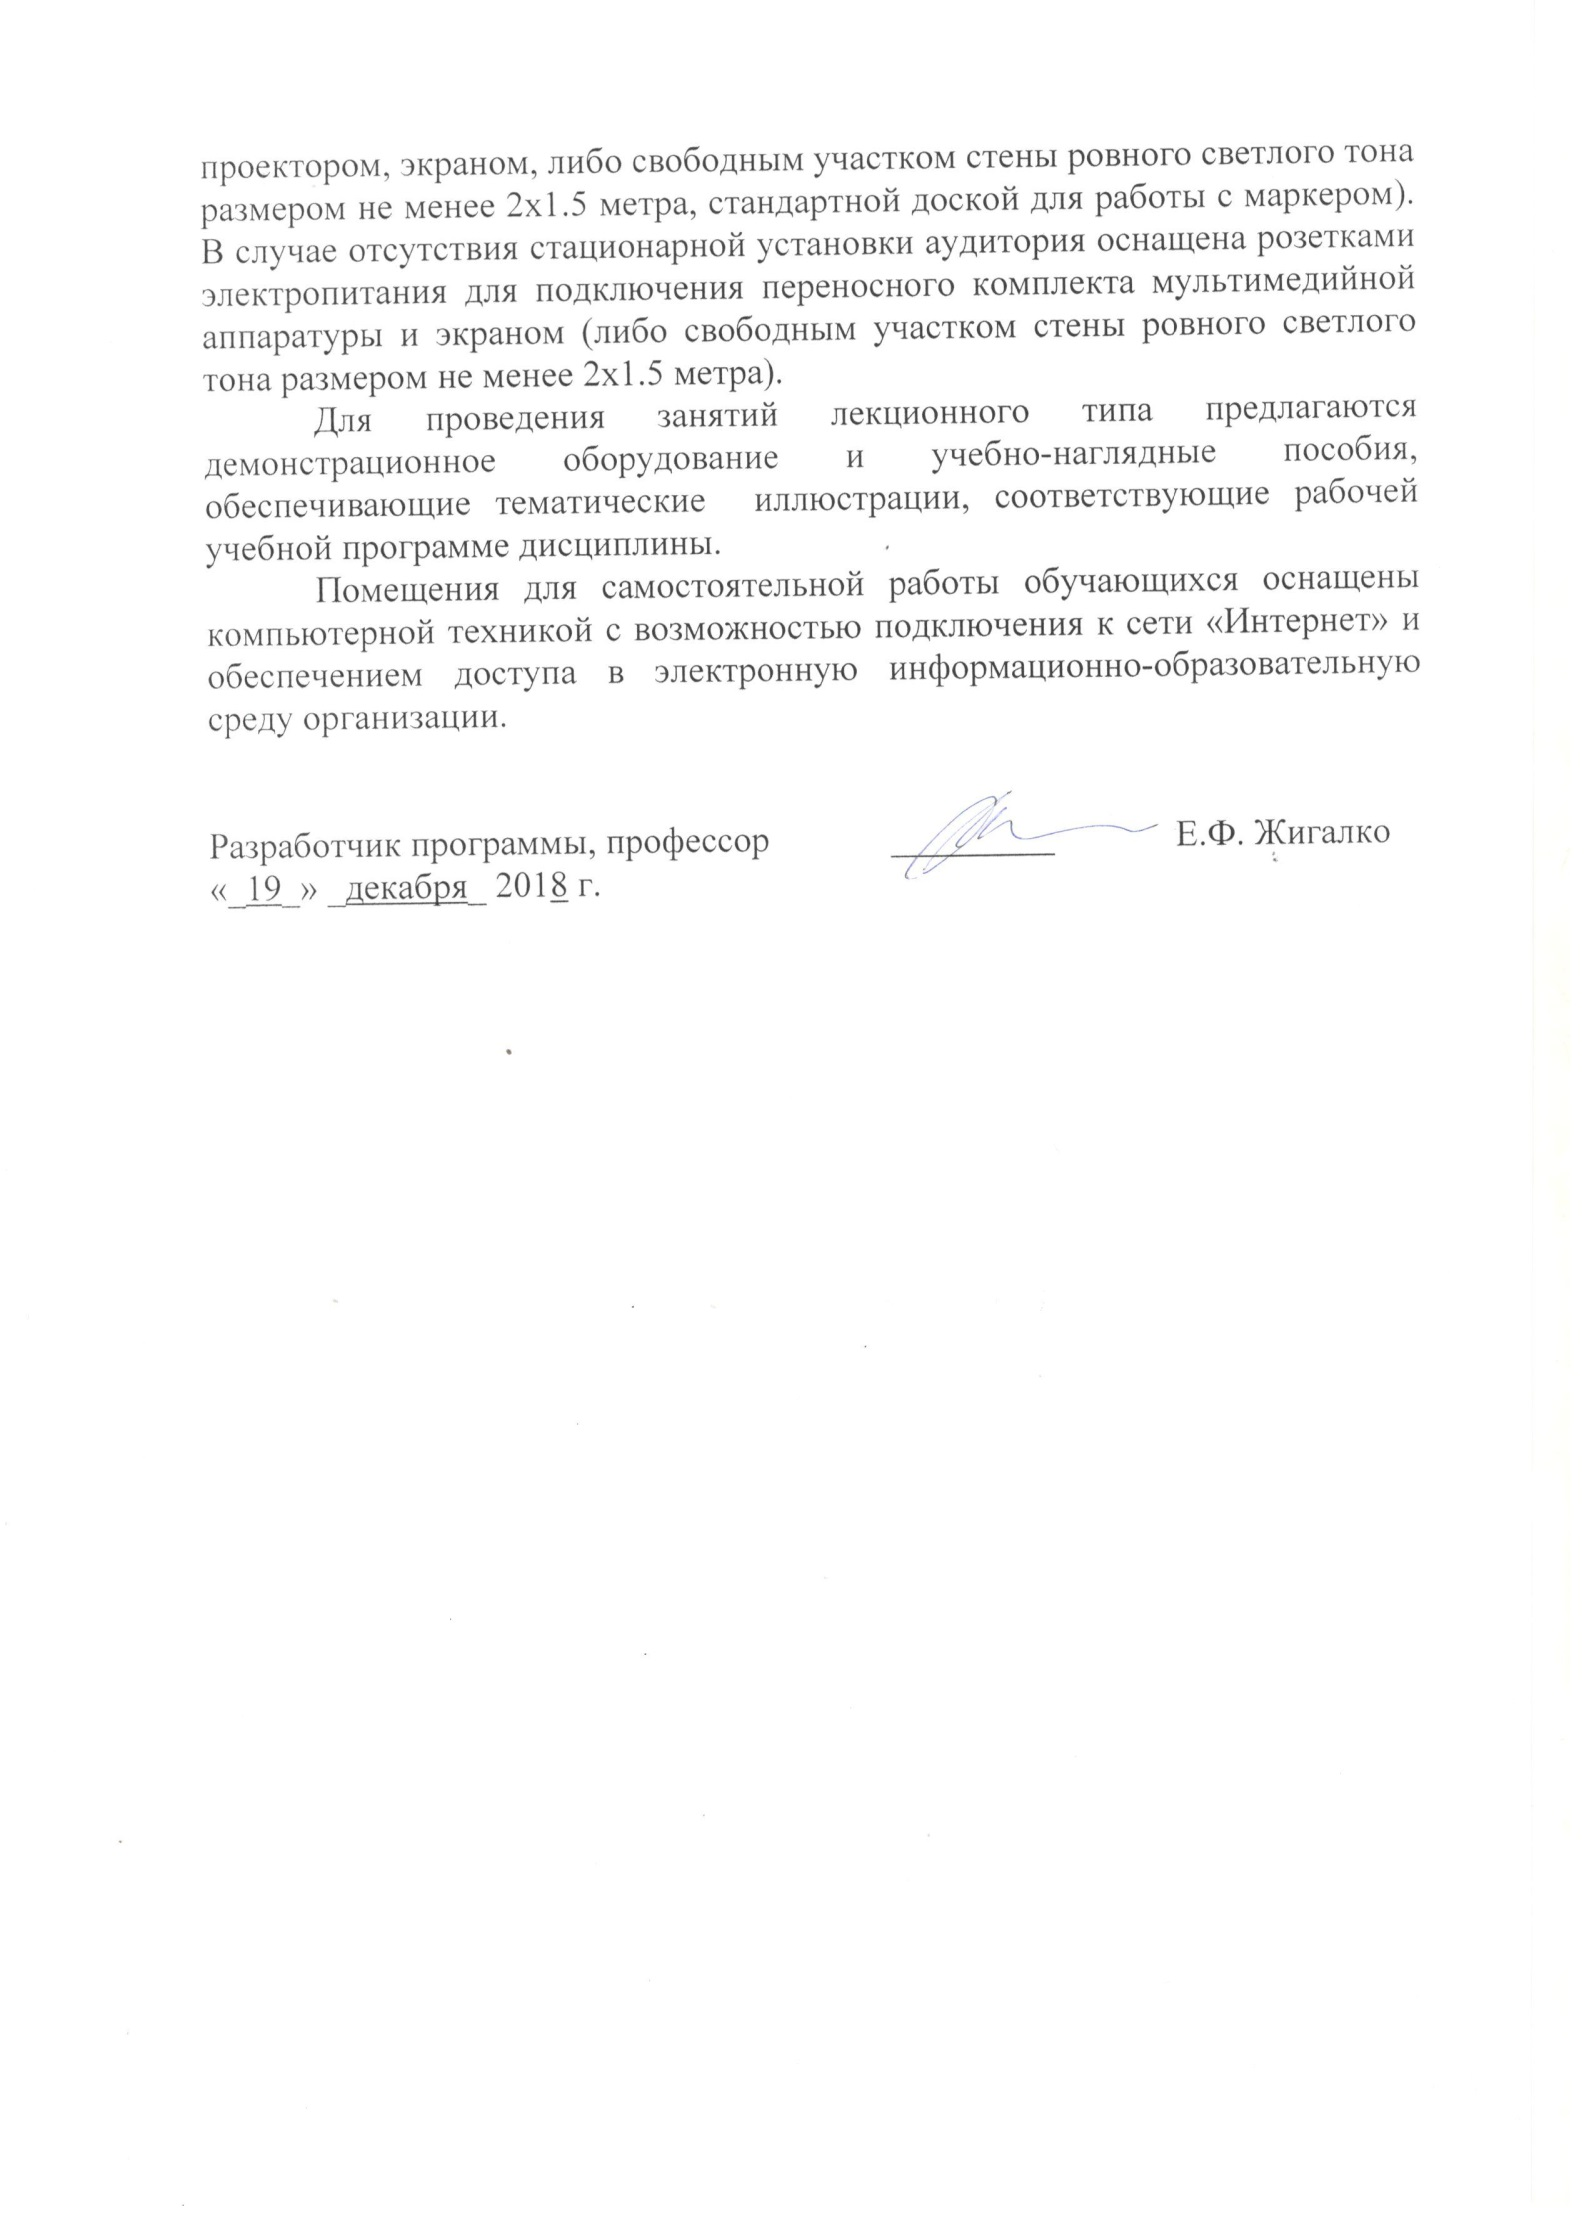 проектором, экраном, либо свободным участком стены ровного светлого тона
размером не менее 2x1.5 метра, стандартной доской для работы с маркером).
В случае отсутствия стационарной установки аудитория оснащена розетками
электропитания для подключения переносного комплекта мультимедийной
аппаратуры и экраном (либо свободным участком стены ровного светлого
тона размером не менее 2x1.5 метра).
Для проведения занятий лекционного типа предлагаются
демонстрационное оборудование и учебно-наглядные пособия,
обеспечивающие тематические иллюстрации, соответствующие рабочей
учебной программе дисциплины.
Помещения для самостоятельной работы обучающихся оснащены
компьютерной техникой с возможностью подключения к сети «Интернет» и
обеспечением доступа в электронную информационно-образовательную
среду организации.
Разработчик программы, профессор _________ Е.Ф. Жигалко
«_19_» _декабря_ 2018 г.